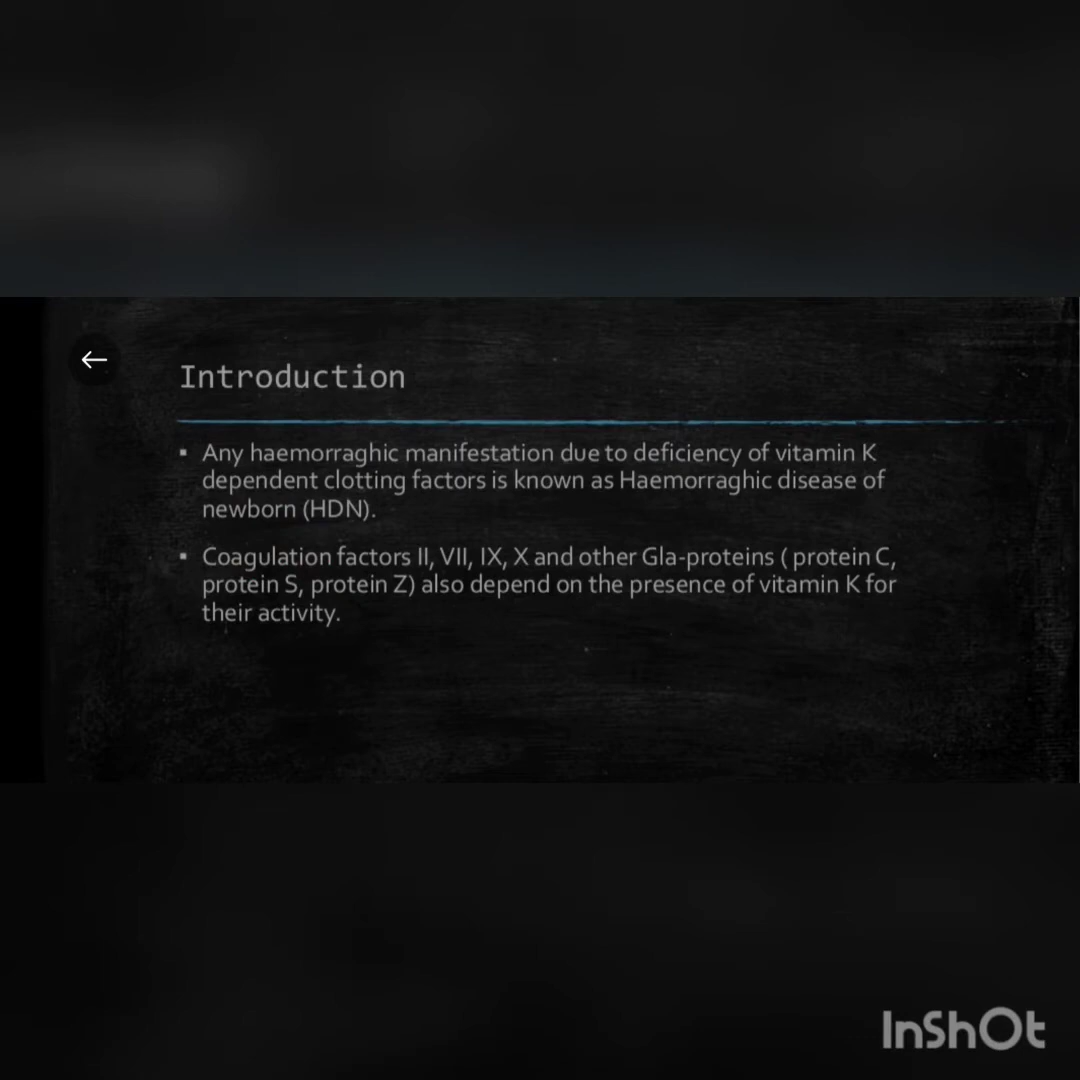 Introduction
▪ Any haemorraghic manifestation due to deficiency of vitamin K
dependent clotting factors is known as Haemorraghic disease of
newborn (HDN).
▪ Coagulation factors II, VII, IX, X and other Gla-proteins ( protein C,
protein S, protein Z) also depend on the presence of vitamin K for
their activity.
InShOt